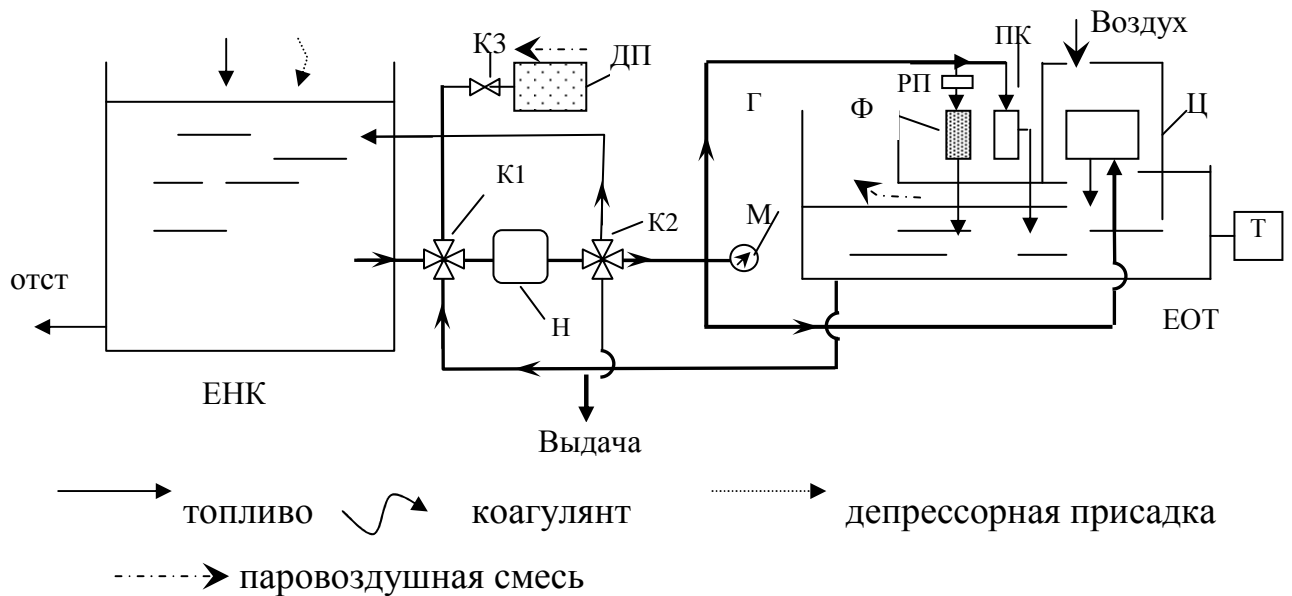 Воздух
К3
ДП
ПК
РП
Г
Ф
Ц
К1
К2
М
Т
отст
Н
ЕОТ
ЕНК
Выдача
топливо
коагулянт
депрессорная присадка
паровоздушная смесь